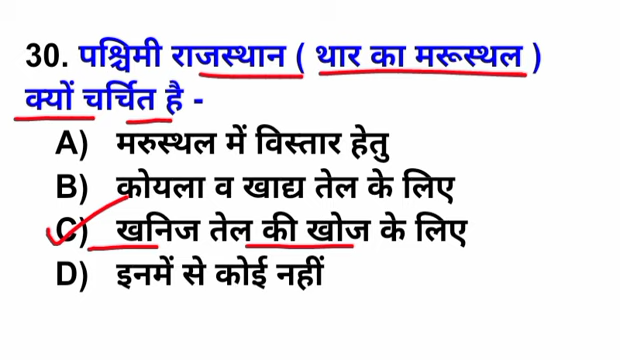 30. पश्चिमी राजस्थान ( थार का मरूस्थल )
क्यों चर्चित है -
A) मरुस्थल में विस्तार हेतु
B) कोयला व खाद्य तेल के लिए
C) खनिज तेल की खोज के लिए
D) इनमें से कोई नहीं